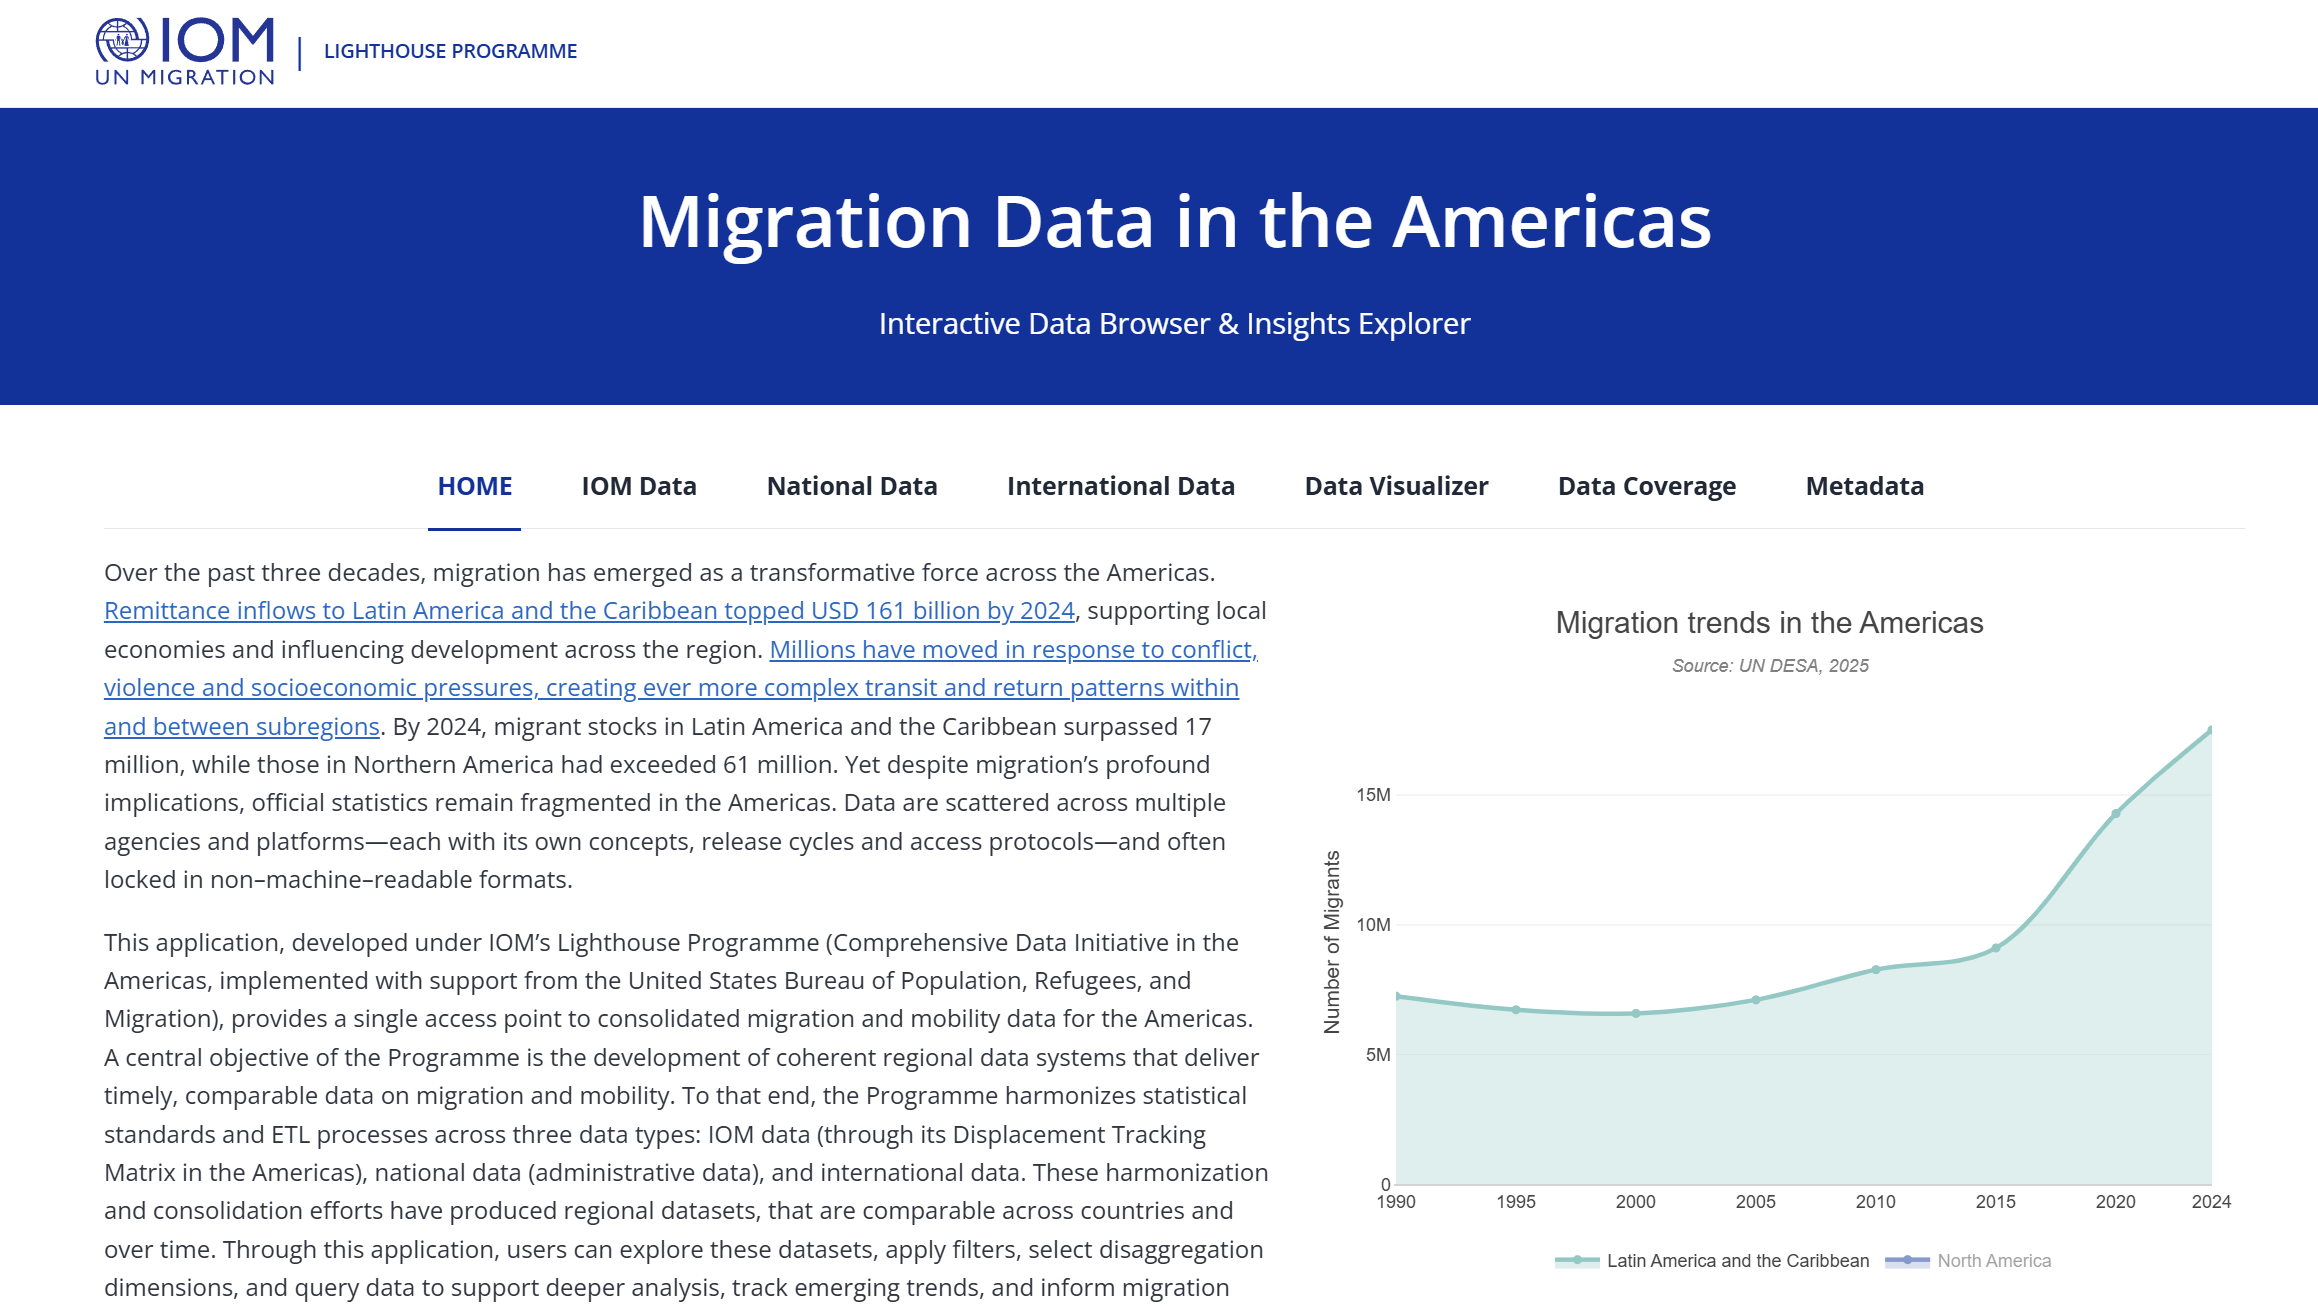 IOM
UN MIGRATION
LIGHTHOUSE PROGRAMME
Migration Data in the Americas
Interactive Data Browser & Insights Explorer
HOME
IOM Data
National Data
International Data
Data Visualizer
Data Coverage
Metadata
Over the past three decades, migration has emerged as a transformative force across the Americas.
Remittance inflows to Latin America and the Caribbean topped USD 161 billion by 2024, supporting local
economies and influencing development across the region. Millions have moved in response to conflict,
violence and socioeconomic pressures, creating ever more complex transit and return patterns within
and between subregions. By 2024, migrant stocks in Latin America and the Caribbean surpassed 17
million, while those in Northern America had exceeded 61 million. Yet despite migration’s profound
implications, official statistics remain fragmented in the Americas. Data are scattered across multiple
agencies and platforms—each with its own concepts, release cycles and access protocols—and often
locked in non–machine–readable formats.
This application, developed under IOM’s Lighthouse Programme (Comprehensive Data Initiative in the
Americas, implemented with support from the United States Bureau of Population, Refugees, and
Migration), provides a single access point to consolidated migration and mobility data for the Americas.
A central objective of the Programme is the development of coherent regional data systems that deliver
timely, comparable data on migration and mobility. To that end, the Programme harmonizes statistical
standards and ETL processes across three data types: IOM data (through its Displacement Tracking
Matrix in the Americas), national data (administrative data), and international data. These harmonization
and consolidation efforts have produced regional datasets, that are comparable across countries and
over time. Through this application, users can explore these datasets, apply filters, select disaggregation
dimensions, and query data to support deeper analysis, track emerging trends, and inform migration
Migration trends in the Americas
Source: UN DESA, 2025
Number of Migrants
15M
10M
5M
0
1990
1995
2000
2005
2010
2015
2020
2024
Latin America and the Caribbean
North America